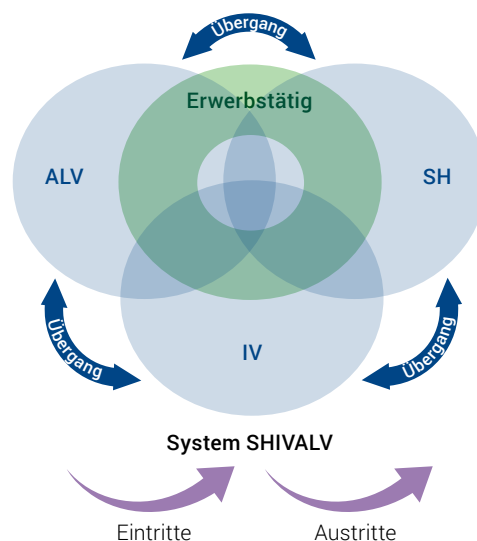 Übergang
Erwerbstätig
ALV
SH
Übergang
Übergang
IV
System SHIVALV
Eintritte
Austritte